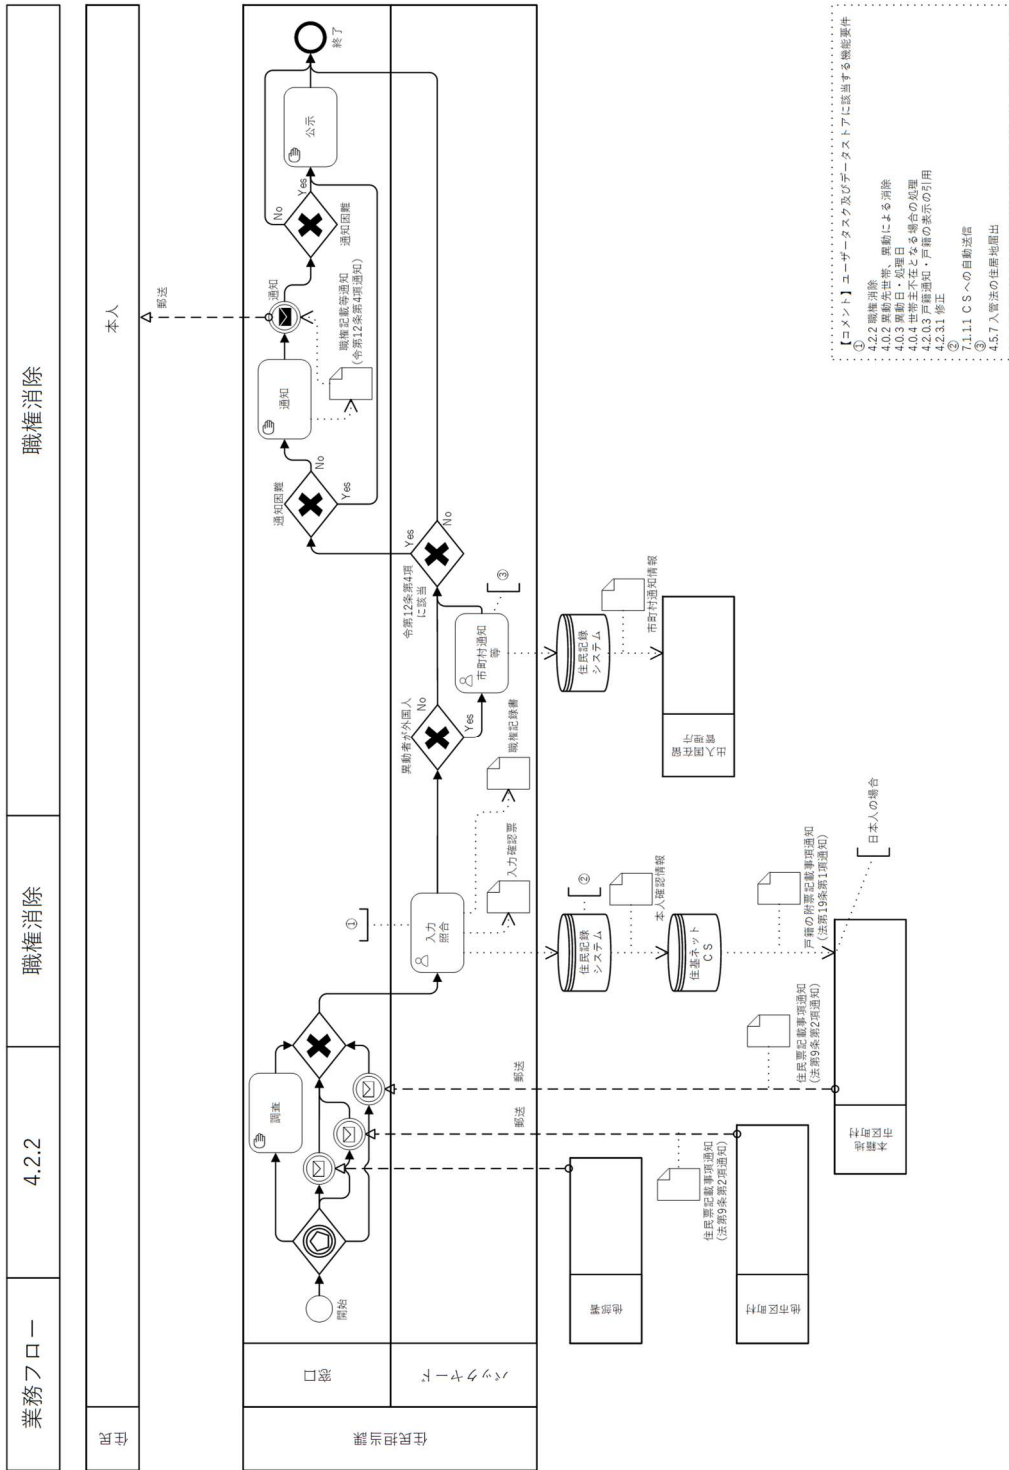 業務フロー
4.2.2
職権消除
職権消除
住民
本人
住民担当課
窓口
バックヤード
開始
調査
郵送
郵送
他部署
他市区町村
本籍地
市区町村
住民票記載事項通知
(法第9条第2項通知)
住民票記載事項通知
(法第9条第2項通知)
①
入力
照合
入力確認票
職権記録書
住民記録
システム
②
本人確認情報
住基ネット
CS
戸籍の附票記載事項通知
(法第19条第1項通知)
日本人の場合
異動者が外国人
No
Yes
市町村通知
等
③
住民記録
システム
市町村通知情報
出入国在留
管理庁
令第12条第4項
に該当
Yes
No
通知困難
No
Yes
通知
職権記載等通知
(令第12条第4項通知)
通知
郵送
通知困難
No
Yes
公示
終了
【コメント】ユーザータスク及びデータストアに該当する機能要件
①
4.2.2 職権消除
4.0.2 異動先世帯、異動による消除
4.0.3 異動日・処理日
4.0.4 世帯主不在となる場合の処理
4.2.0.3 戸籍通知・戸籍の表示の引用
4.2.3.1 修正
②
7.1.1.1 CSへの自動送信
③
4.5.7 入管法の住居地届出